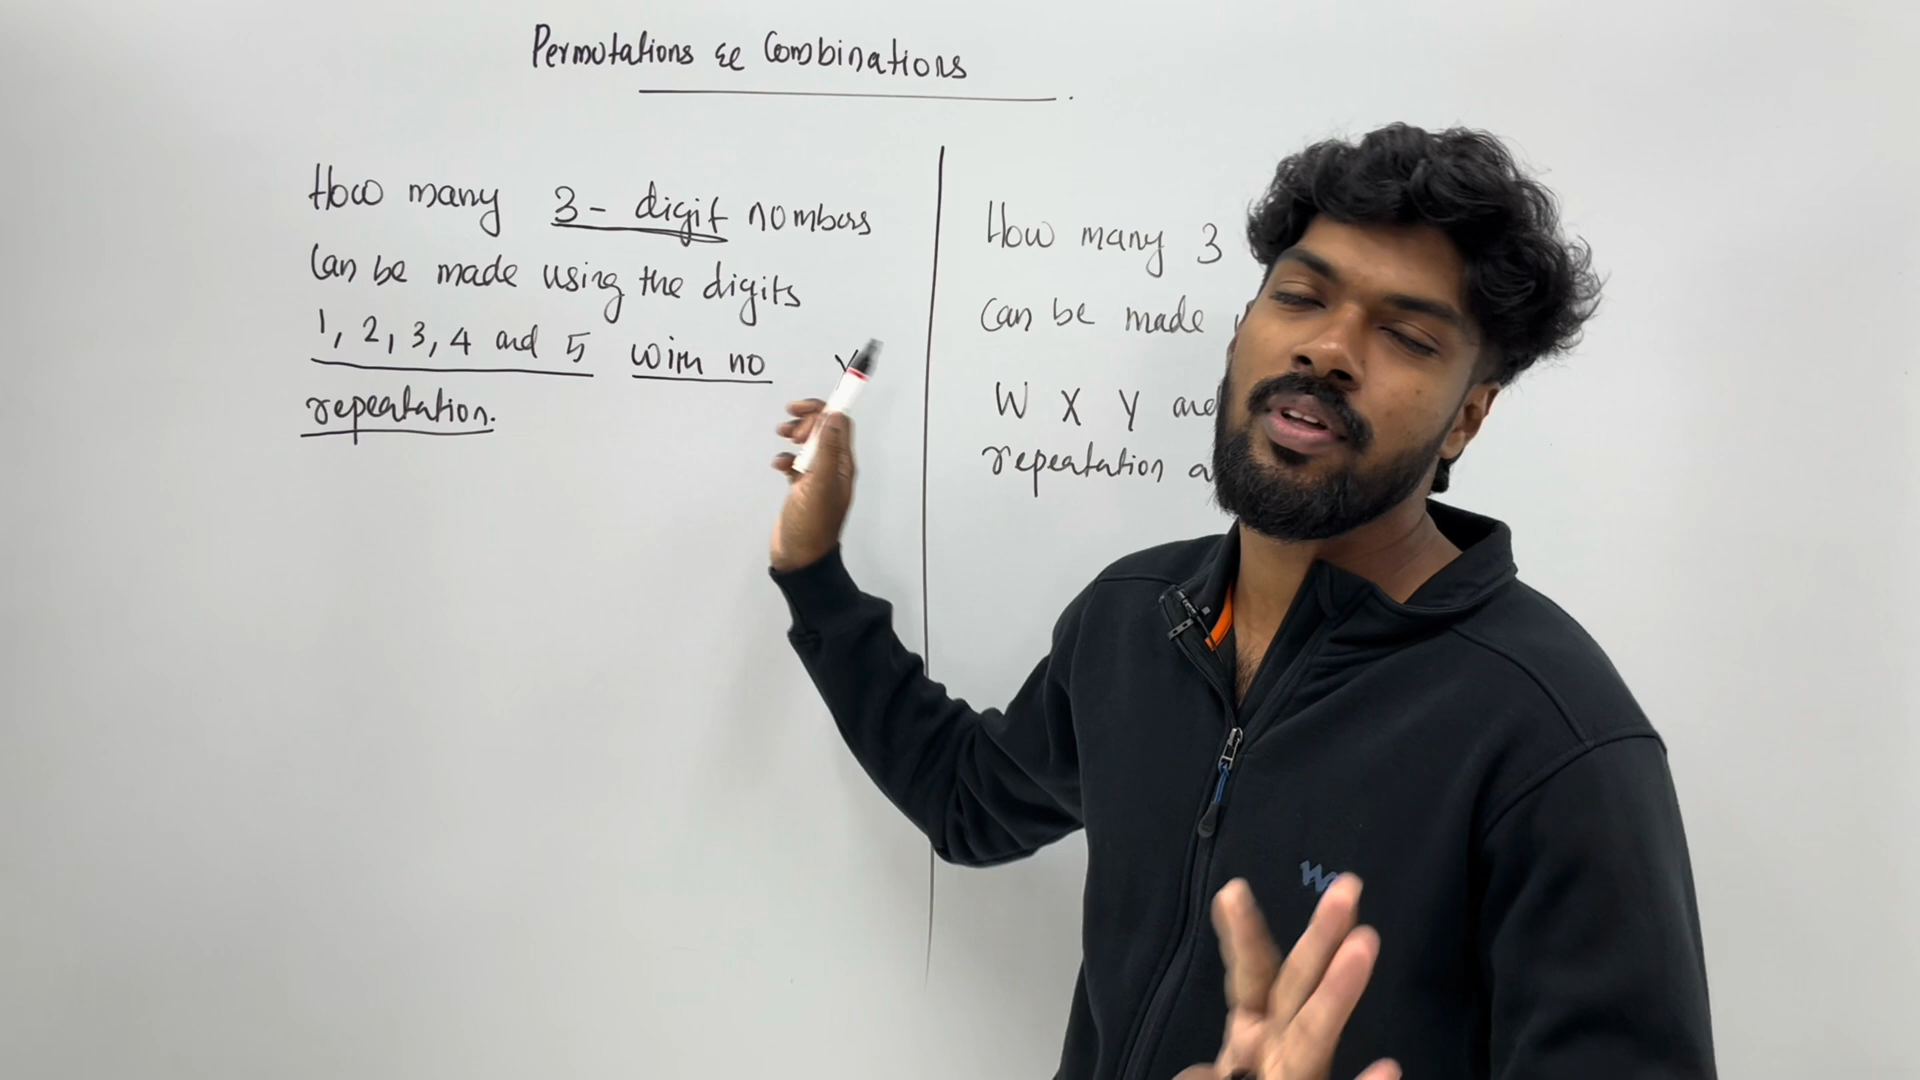 Permutations & Combinations
How many 3-digit numbers
can be made using the digits
1, 2, 3, 4 and 5 with no
repeatation.
How many 3
can be made
W X Y and
repeatation